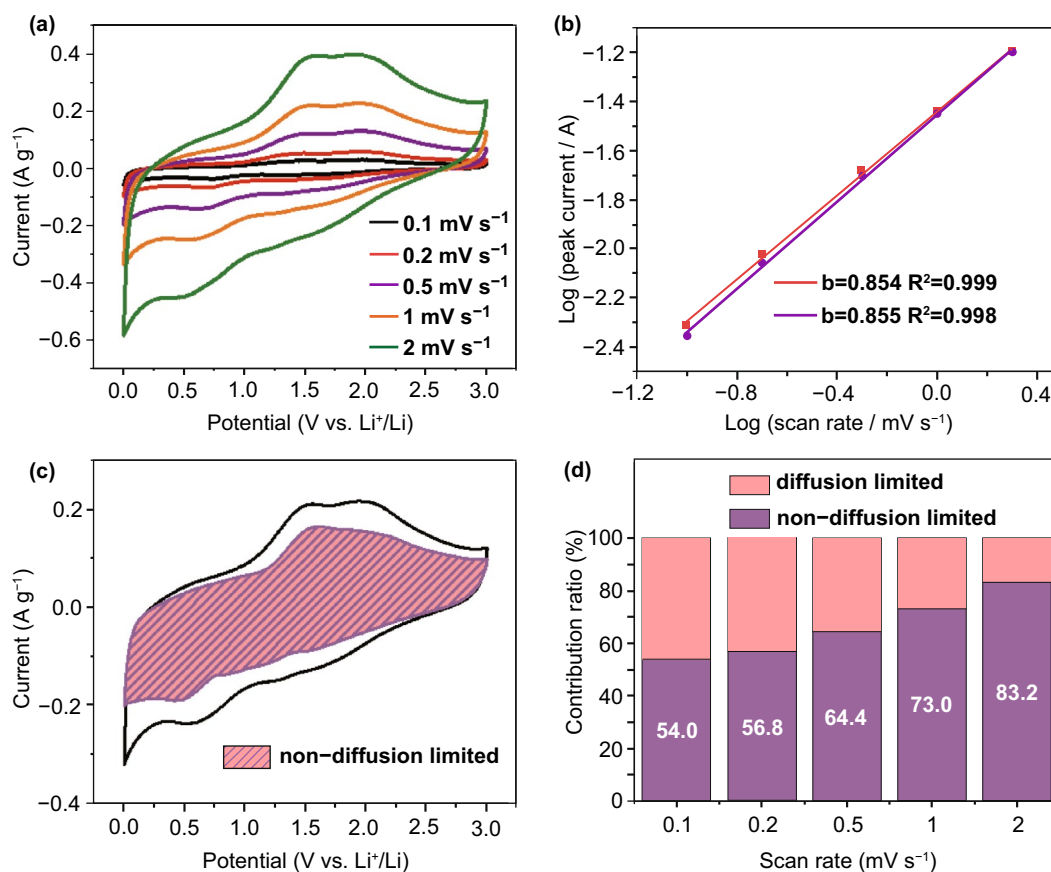 (a)
0.4
0.2
0.0
−0.2
−0.4
−0.6
Current (A g⁻¹)
0.1 mV s⁻¹
0.2 mV s⁻¹
0.5 mV s⁻¹
1 mV s⁻¹
2 mV s⁻¹
0.0 0.5 1.0 1.5 2.0 2.5 3.0
Potential (V vs. Li⁺/Li)
(b)
−1.2
−1.4
−1.6
−1.8
−2.0
−2.2
−2.4
Log (peak current / A)
b=0.854 R²=0.999
b=0.855 R²=0.998
−1.2 −0.8 −0.4 0.0 0.4
Log (scan rate / mV s⁻¹)
(c)
0.2
0.0
−0.2
−0.4
Current (A g⁻¹)
non−diffusion limited
0.0 0.5 1.0 1.5 2.0 2.5 3.0
Potential (V vs. Li⁺/Li)
(d)
diffusion limited
non−diffusion limited
100
80
60
40
20
0
Contribution ratio (%)
54.0 56.8 64.4 73.0 83.2
0.1 0.2 0.5 1 2
Scan rate (mV s⁻¹)